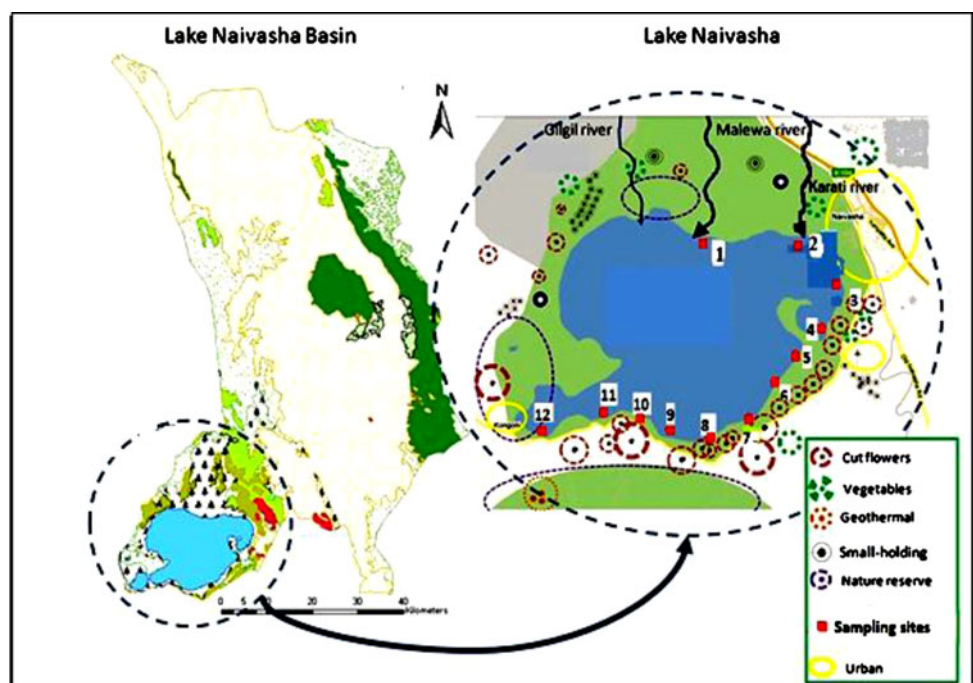 Lake Naivasha Basin
Lake Naivasha
N
Gilgil river
Malewa river
Karati river
Naivasha
1
2
3
4
5
6
7
8
9
10
11
12
0 5 10 20 30 40
Kilometers
Cut flowers
Vegetables
Geothermal
Small-holding
Nature reserve
Sampling sites
Urban